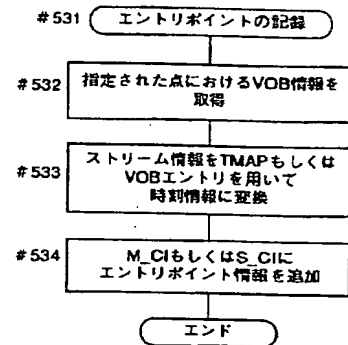 #531 エントリポイントの記録
#532 指定された点におけるVOB情報を
取得
#533 ストリーム情報をTMAPもしくは
VOBエントリを用いて
時刻情報に変換
#534 M_CIもしくはS_CIに
エントリポイント情報を追加
エンド